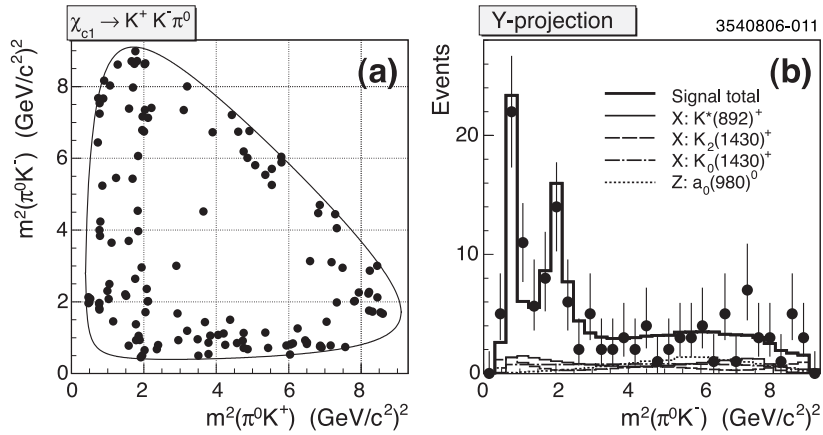 χc1 → K+ K-π0
(a)
m2(π0K-) (GeV/c2)2
8
6
4
2
0
0 2 4 6 8
m2(π0K+) (GeV/c2)2
Y-projection
3540806-011
(b)
Events
20
10
0
Signal total
X: K*(892)+
X: K2(1430)+
X: K0(1430)+
Z: a0(980)0
0 2 4 6 8
m2(π0K-) (GeV/c2)2